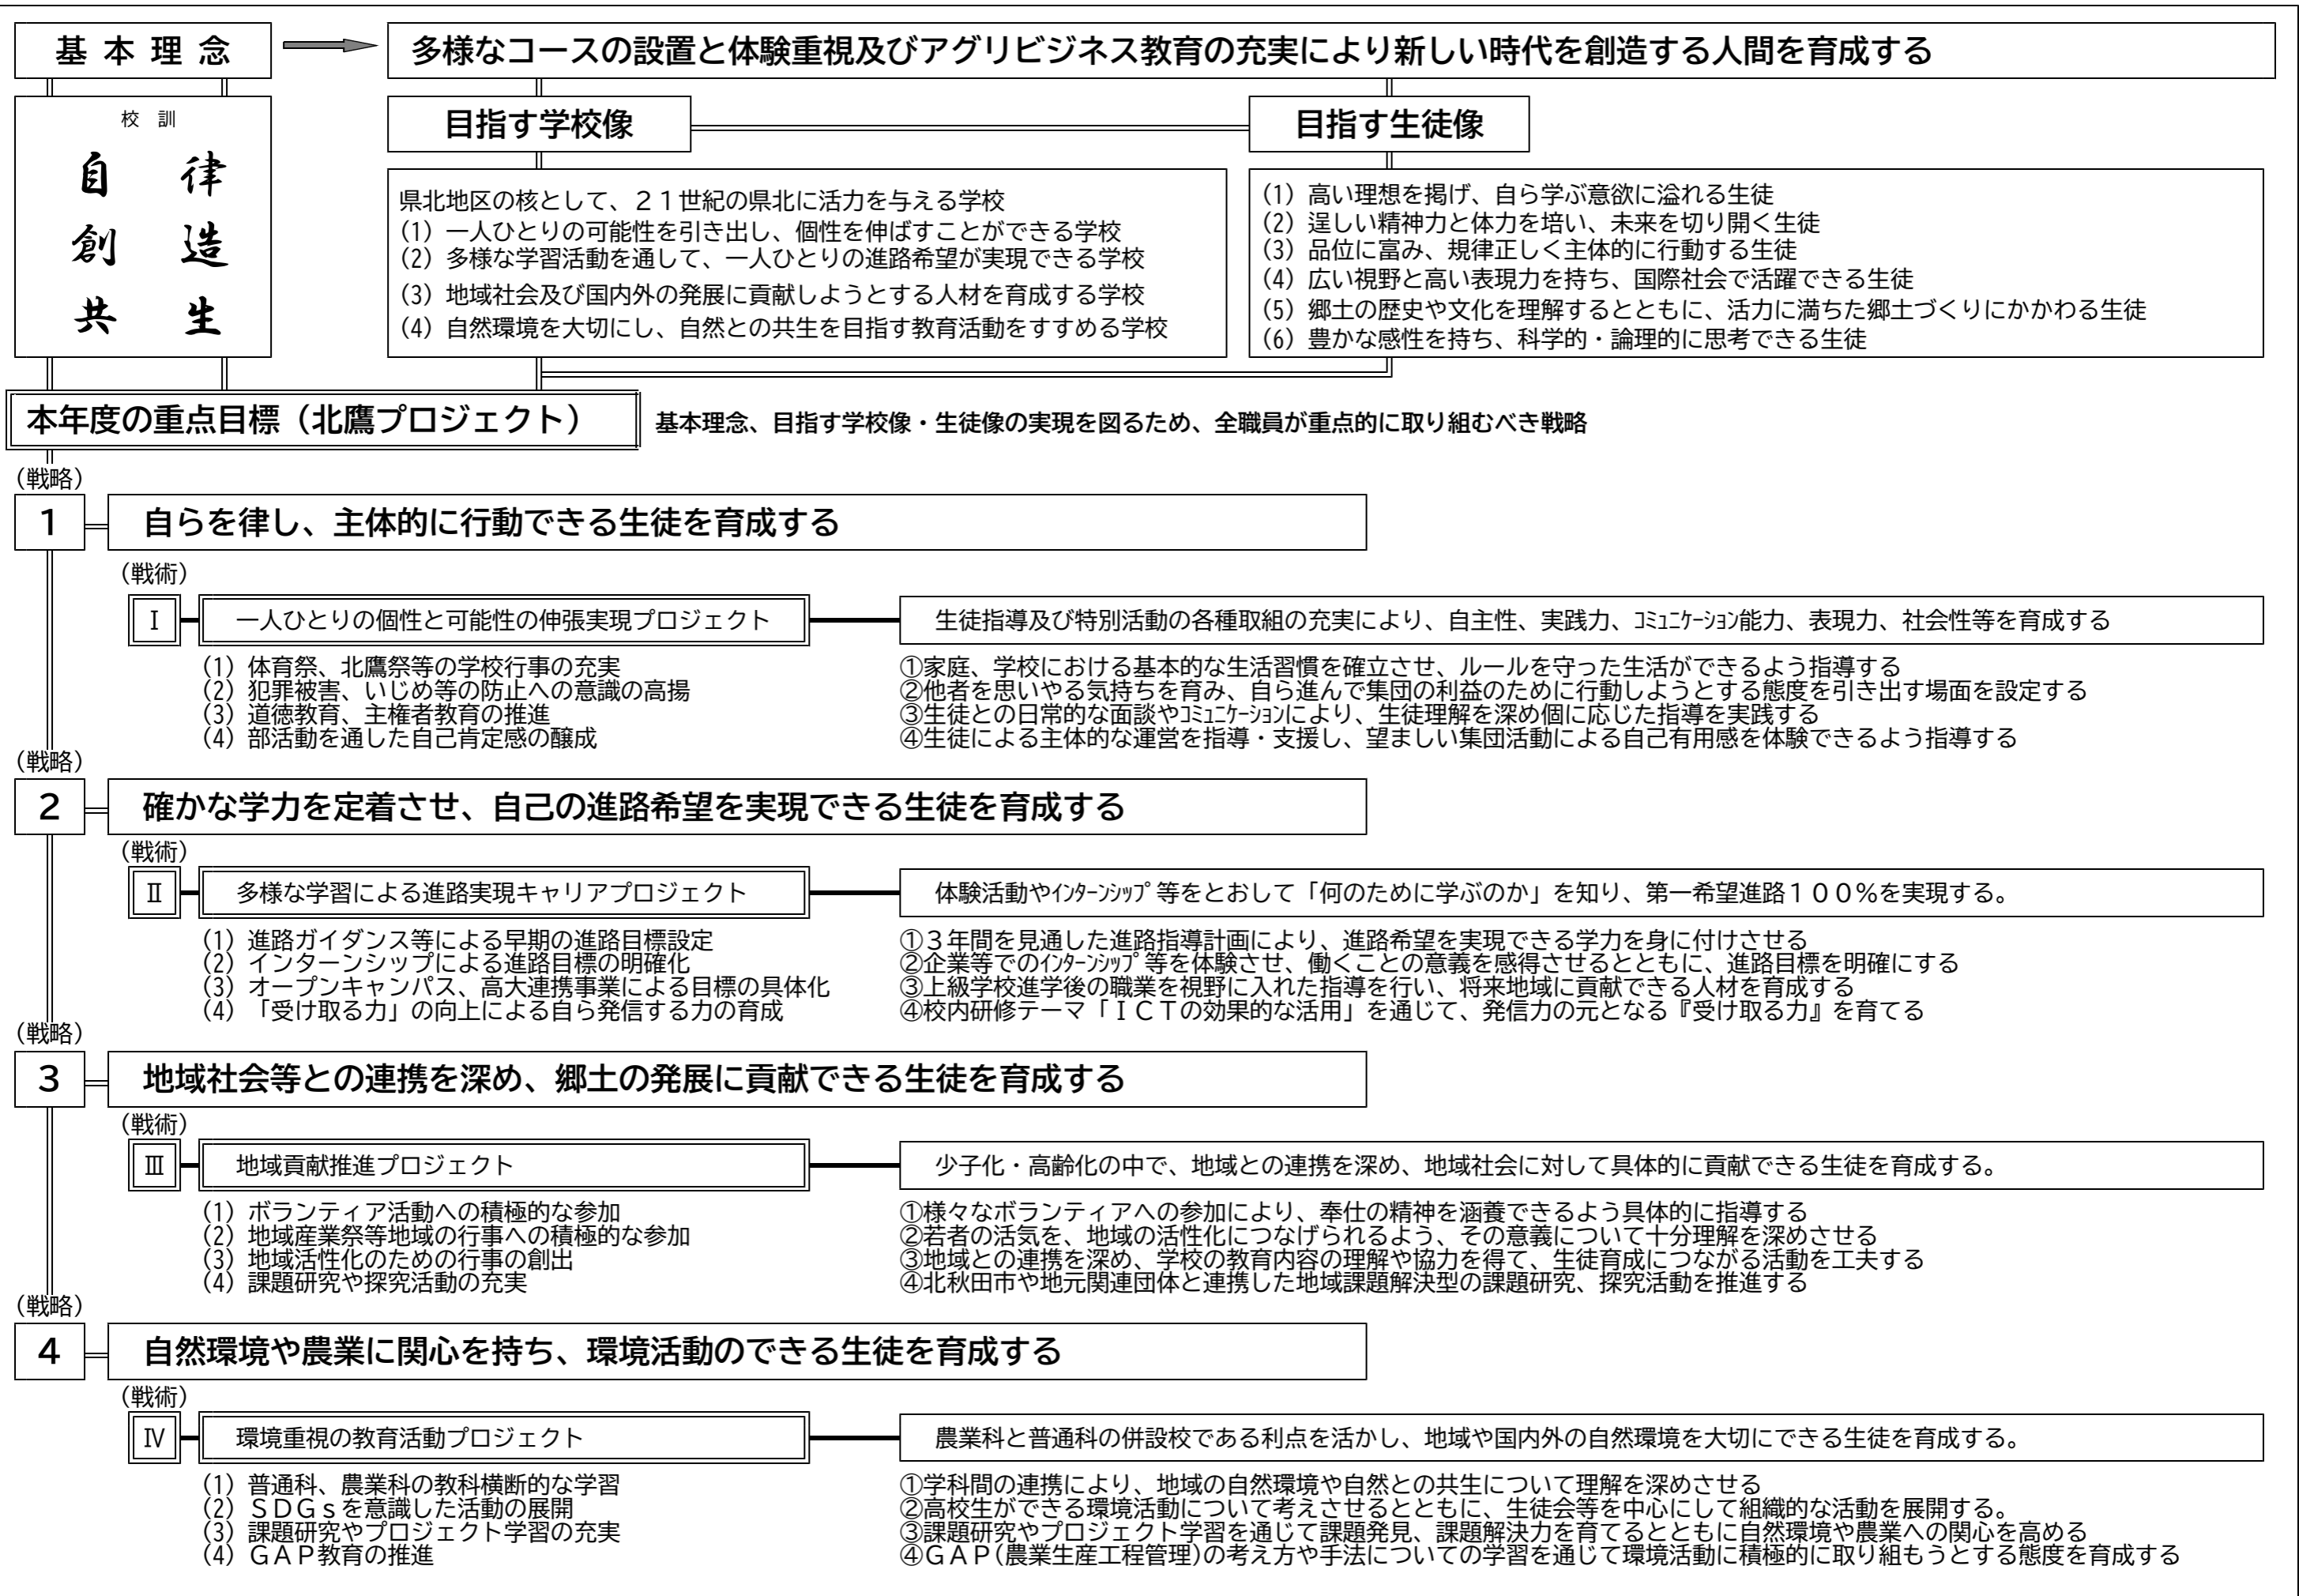 基 本 理 念
多様なコースの設置と体験重視及びアグリビジネス教育の充実により新しい時代を創造する人間を育成する
校 訓
自 律
創 造
共 生
目指す学校像
県北地区の核として、２１世紀の県北に活力を与える学校
(1) 一人ひとりの可能性を引き出し、個性を伸ばすことができる学校
(2) 多様な学習活動を通して、一人ひとりの進路希望が実現できる学校
(3) 地域社会及び国内外の発展に貢献しようとする人材を育成する学校
(4) 自然環境を大切にし、自然との共生を目指す教育活動をすすめる学校
目指す生徒像
(1) 高い理想を掲げ、自ら学ぶ意欲に溢れる生徒
(2) 逞しい精神力と体力を培い、未来を切り開く生徒
(3) 品位に富み、規律正しく主体的に行動する生徒
(4) 広い視野と高い表現力を持ち、国際社会で活躍できる生徒
(5) 郷土の歴史や文化を理解するとともに、活力に満ちた郷土づくりにかかわる生徒
(6) 豊かな感性を持ち、科学的・論理的に思考できる生徒
本年度の重点目標（北鷹プロジェクト）
基本理念、目指す学校像・生徒像の実現を図るため、全職員が重点的に取り組むべき戦略
(戦略)
1
自らを律し、主体的に行動できる生徒を育成する
(戦術)
Ⅰ
一人ひとりの個性と可能性の伸張実現プロジェクト
生徒指導及び特別活動の各種取組の充実により、自主性、実践力、ｺﾐｭﾆｹｰｼｮﾝ能力、表現力、社会性等を育成する
(1) 体育祭、北鷹祭等の学校行事の充実
(2) 犯罪被害、いじめ等の防止への意識の高揚
(3) 道徳教育、主権者教育の推進
(4) 部活動を通した自己肯定感の醸成
①家庭、学校における基本的な生活習慣を確立させ、ルールを守った生活ができるよう指導する
②他者を思いやる気持ちを育み、自ら進んで集団の利益のために行動しようとする態度を引き出す場面を設定する
③生徒との日常的な面談やｺﾐｭﾆｹｰｼｮﾝにより、生徒理解を深め個に応じた指導を実践する
④生徒による主体的な運営を指導・支援し、望ましい集団活動による自己有用感を体験できるよう指導する
(戦略)
2
確かな学力を定着させ、自己の進路希望を実現できる生徒を育成する
(戦術)
Ⅱ
多様な学習による進路実現キャリアプロジェクト
体験活動やｲﾝﾀｰﾝｼｯﾌﾟ等をとおして「何のために学ぶのか」を知り、第一希望進路１００%を実現する。
(1) 進路ガイダンス等による早期の進路目標設定
(2) インターンシップによる進路目標の明確化
(3) オープンキャンパス、高大連携事業による目標の具体化
(4) 「受け取る力」の向上による自ら発信する力の育成
①３年間を見通した進路指導計画により、進路希望を実現できる学力を身に付けさせる
②企業等でのｲﾝﾀｰﾝｼｯﾌﾟ等を体験させ、働くことの意義を感得させるとともに、進路目標を明確にする
③上級学校進学後の職業を視野に入れた指導を行い、将来地域に貢献できる人材を育成する
④校内研修テーマ「ＩＣＴの効果的な活用」を通じて、発信力の元となる『受け取る力』を育てる
(戦略)
3
地域社会等との連携を深め、郷土の発展に貢献できる生徒を育成する
(戦術)
Ⅲ
地域貢献推進プロジェクト
少子化・高齢化の中で、地域との連携を深め、地域社会に対して具体的に貢献できる生徒を育成する。
(1) ボランティア活動への積極的な参加
(2) 地域産業祭等地域の行事への積極的な参加
(3) 地域活性化のための行事の創出
(4) 課題研究や探究活動の充実
①様々なボランティアへの参加により、奉仕の精神を涵養できるよう具体的に指導する
②若者の活気を、地域の活性化につなげられるよう、その意義について十分理解を深めさせる
③地域との連携を深め、学校の教育内容の理解や協力を得て、生徒育成につながる活動を工夫する
④北秋田市や地元関連団体と連携した地域課題解決型の課題研究、探究活動を推進する
(戦略)
4
自然環境や農業に関心を持ち、環境活動のできる生徒を育成する
(戦術)
Ⅳ
環境重視の教育活動プロジェクト
農業科と普通科の併設校である利点を活かし、地域や国内外の自然環境を大切にできる生徒を育成する。
(1) 普通科、農業科の教科横断的な学習
(2) ＳＤＧｓを意識した活動の展開
(3) 課題研究やプロジェクト学習の充実
(4) ＧＡＰ教育の推進
①学科間の連携により、地域の自然環境や自然との共生について理解を深めさせる
②高校生ができる環境活動について考えさせるとともに、生徒会等を中心にして組織的な活動を展開する。
③課題研究やプロジェクト学習を通じて課題発見、課題解決力を育てるとともに自然環境や農業への関心を高める
④ＧＡＰ(農業生産工程管理)の考え方や手法についての学習を通じて環境活動に積極的に取り組もうとする態度を育成する